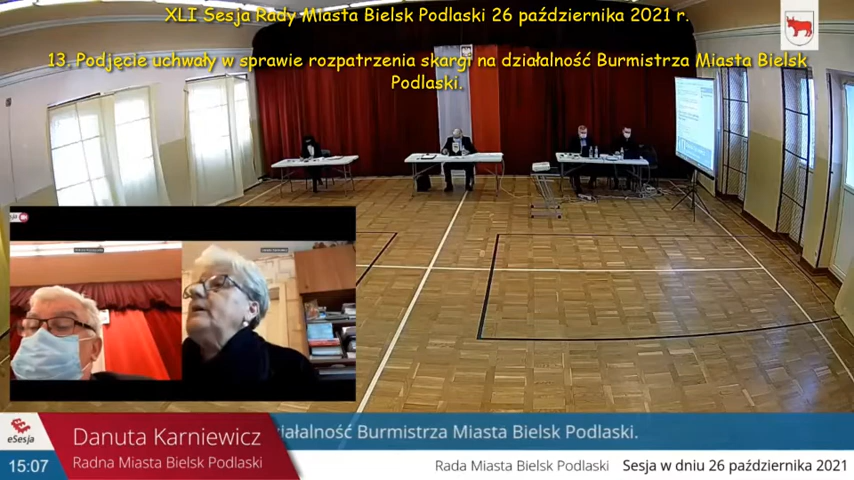 XLI Sesja Rady Miasta Bielsk Podlaski 26 października 2021 r.
13. Podjęcie uchwały w sprawie rozpatrzenia skargi na działalność Burmistrza Miasta Bielsk
Podlaski.
eSesja
15:07
Danuta Karniewicz
Radna Miasta Bielsk Podlaski
iałalność Burmistrza Miasta Bielsk Podlaski.
Rada Miasta Bielsk Podlaski
Sesja w dniu 26 października 2021